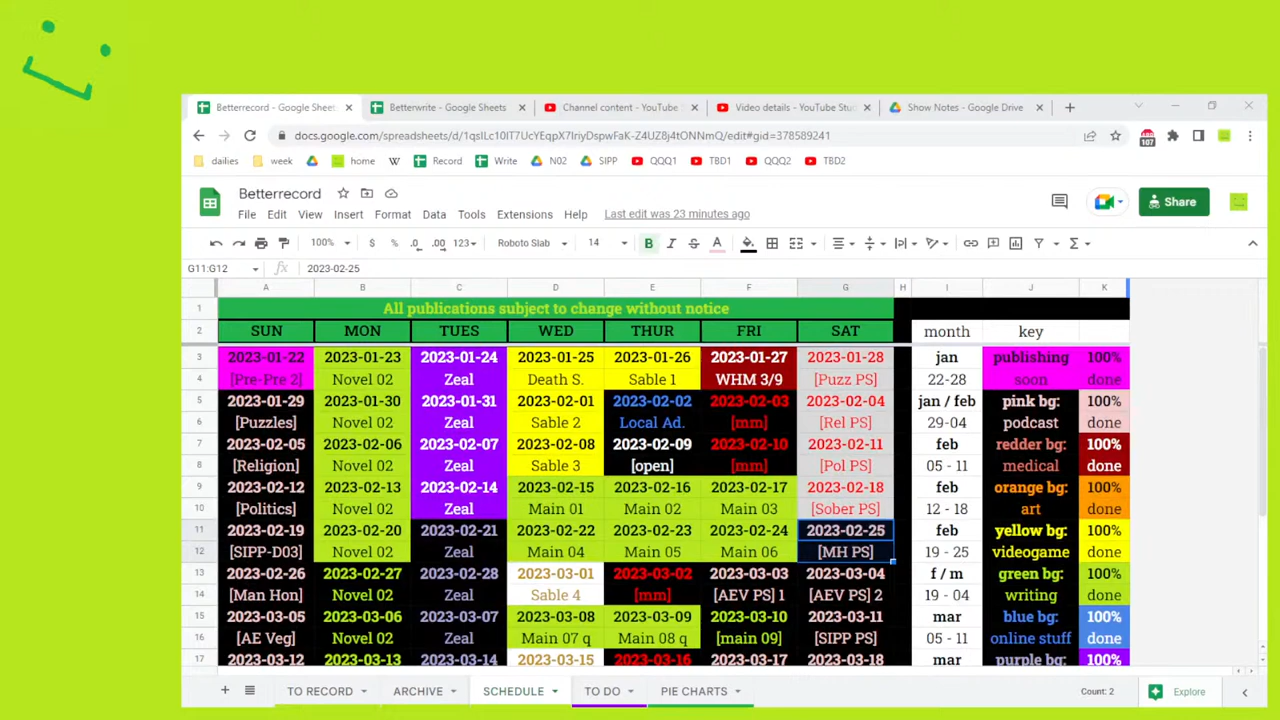 Betterrecord - Google Sheet
Betterwrite - Google Sheets
Channel content - YouTube
Video details - YouTube Stu
Show Notes - Google Drive
docs.google.com/spreadsheets/d/1qsILc10IT7UcYEqpX7IriyDspwFaK-Z4UZ8j4tONNmQ/edit#gid=378589241
107
dailies week home Record Write N02 SIPP QQQ1 TBD1 QQQ2 TBD2
Betterrecord
Share
File Edit View Insert Format Data Tools Extensions Help Last edit was 23 minutes ago
100% $ % .0 .00 123 Roboto Slab 14 B I S A
G11:G12 fx 2023-02-25
A B C D E F G H I J K
1 All publications subject to change without notice
2 SUN MON TUES WED THUR FRI SAT month key
3 2023-01-22 2023-01-23 2023-01-24 2023-01-25 2023-01-26 2023-01-27 2023-01-28 jan publishing 100%
4 [Pre-Pre 2] Novel 02 Zeal Death S. Sable 1 WHM 3/9 [Puzz PS] 22-28 soon done
5 2023-01-29 2023-01-30 2023-01-31 2023-02-01 2023-02-02 2023-02-03 2023-02-04 jan / feb pink bg: 100%
6 [Puzzles] Novel 02 Zeal Sable 2 Local Ad. [mm] [Rel PS] 29-04 podcast done
7 2023-02-05 2023-02-06 2023-02-07 2023-02-08 2023-02-09 2023-02-10 2023-02-11 feb redder bg: 100%
8 [Religion] Novel 02 Zeal Sable 3 [open] [mm] [Pol PS] 05 - 11 medical done
9 2023-02-12 2023-02-13 2023-02-14 2023-02-15 2023-02-16 2023-02-17 2023-02-18 feb orange bg: 100%
10 [Politics] Novel 02 Zeal Main 01 Main 02 Main 03 [Sober PS] 12 - 18 art done
11 2023-02-19 2023-02-20 2023-02-21 2023-02-22 2023-02-23 2023-02-24 2023-02-25 feb yellow bg: 100%
12 [SIPP-D03] Novel 02 Zeal Main 04 Main 05 Main 06 [MH PS] 19 - 25 videogame done
13 2023-02-26 2023-02-27 2023-02-28 2023-03-01 2023-03-02 2023-03-03 2023-03-04 f / m green bg: 100%
14 [Man Hon] Novel 02 Zeal Sable 4 [mm] [AEV PS] 1 [AEV PS] 2 19 - 04 writing done
15 2023-03-05 2023-03-06 2023-03-07 2023-03-08 2023-03-09 2023-03-10 2023-03-11 mar blue bg: 100%
16 [AE Veg] Novel 02 Zeal Main 07 q Main 08 q [main 09] [SIPP PS] 05 - 11 online stuff done
17 2023-03-12 2023-03-13 2023-03-14 2023-03-15 2023-03-16 2023-03-17 2023-03-18 mar purple bg: 100%
TO RECORD ARCHIVE SCHEDULE TO DO PIE CHARTS Count: 2 Explore